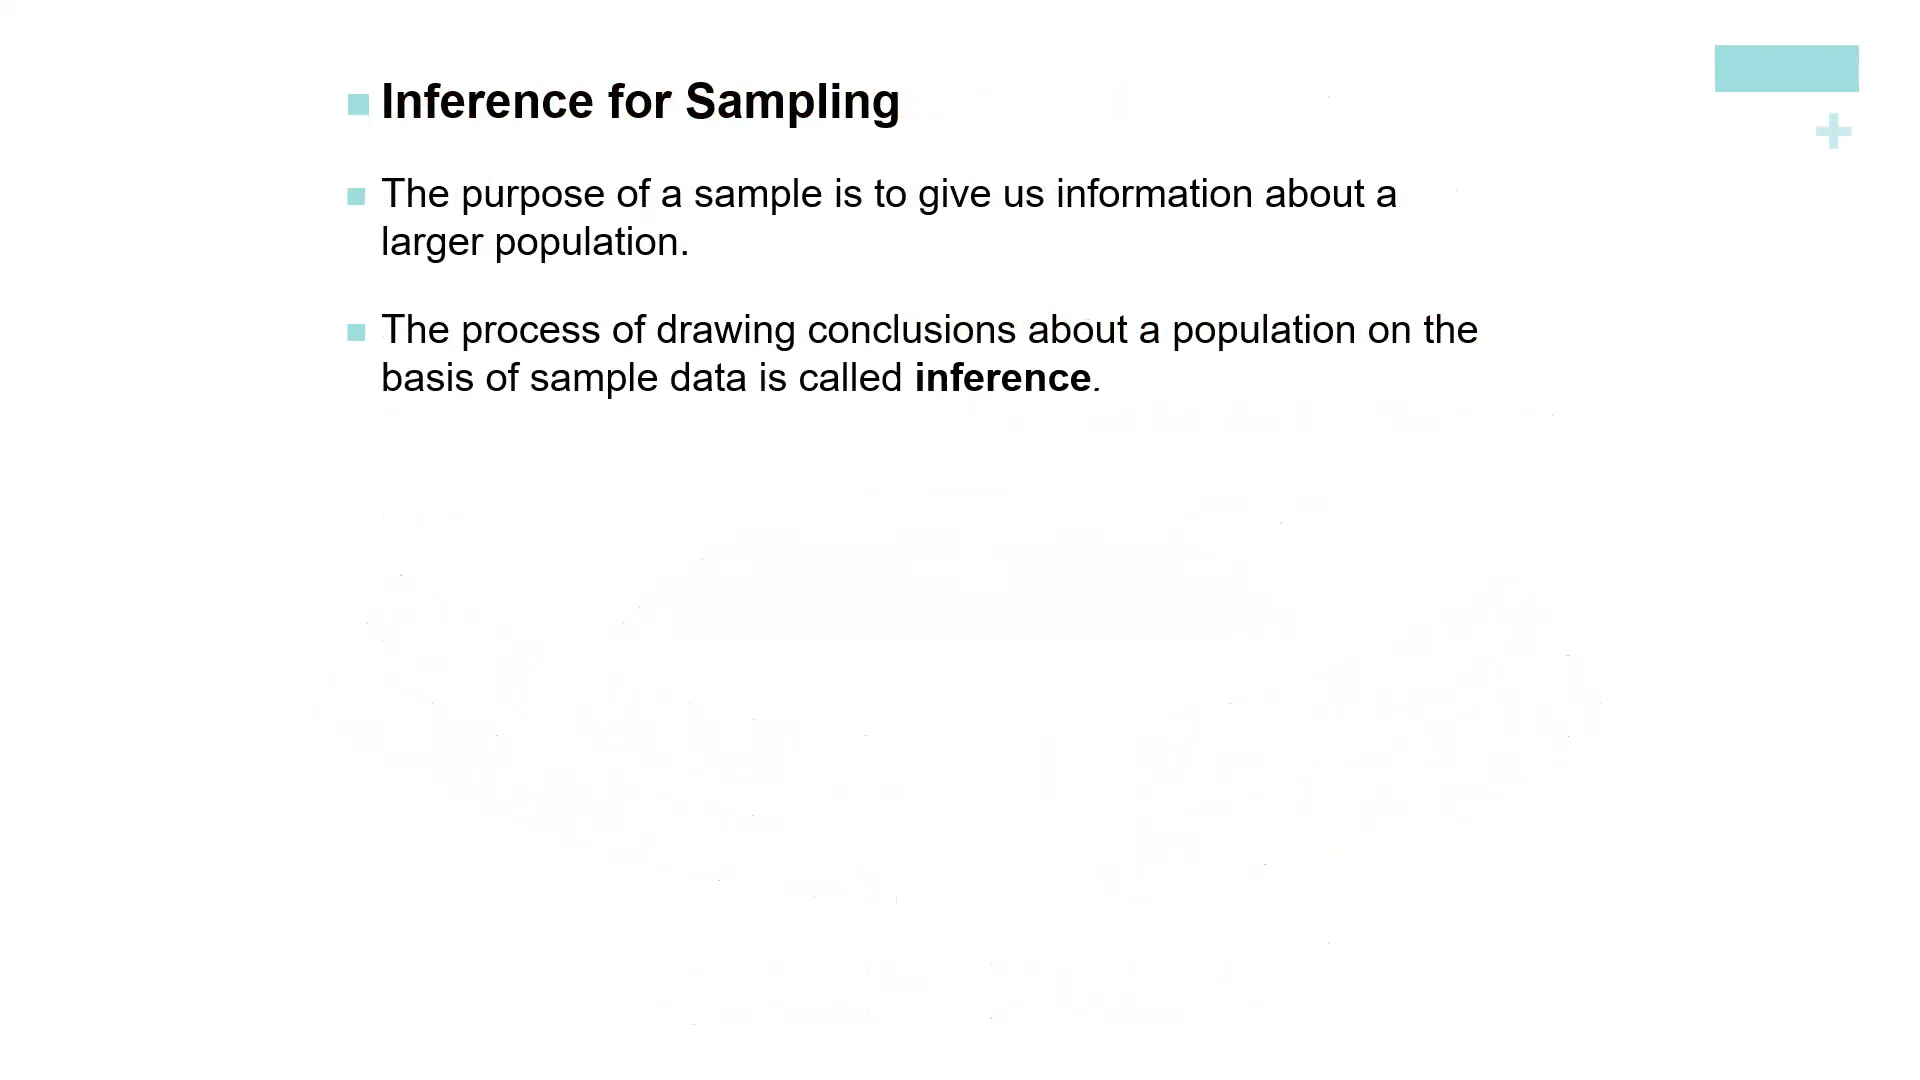 Inference for Sampling
The purpose of a sample is to give us information about a
larger population.
The process of drawing conclusions about a population on the
basis of sample data is called inference.